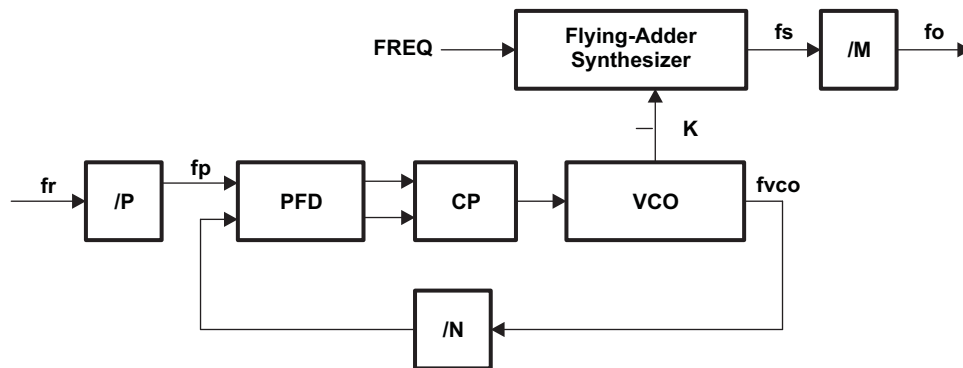 FREQ
Flying-Adder
Synthesizer
fs
/M
fo
K
fr
/P
fp
PFD
CP
VCO
fvco
/N